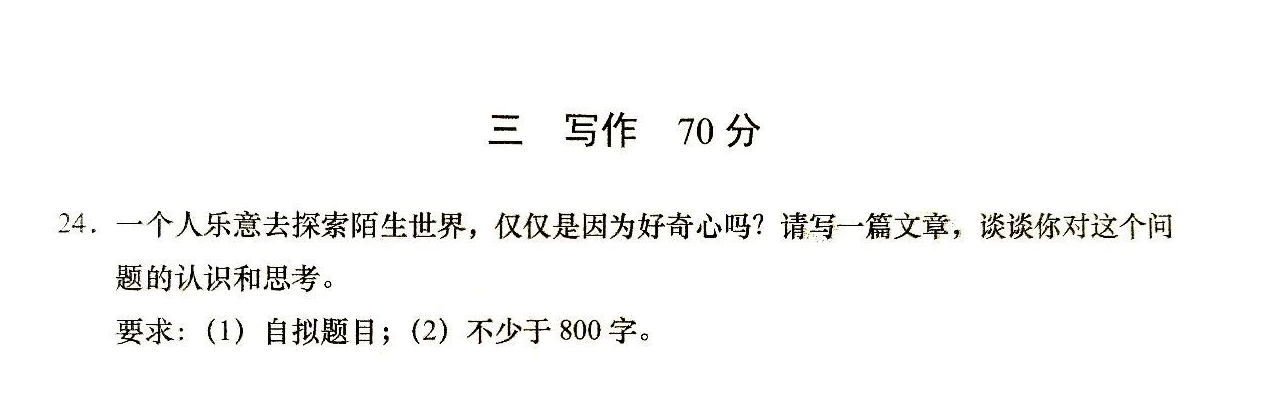 三 写作 70 分
24. 一个人乐意去探索陌生世界，仅仅是因为好奇心吗？请写一篇文章，谈谈你对这个问
题的认识和思考。
要求：（1）自拟题目；（2）不少于 800 字。